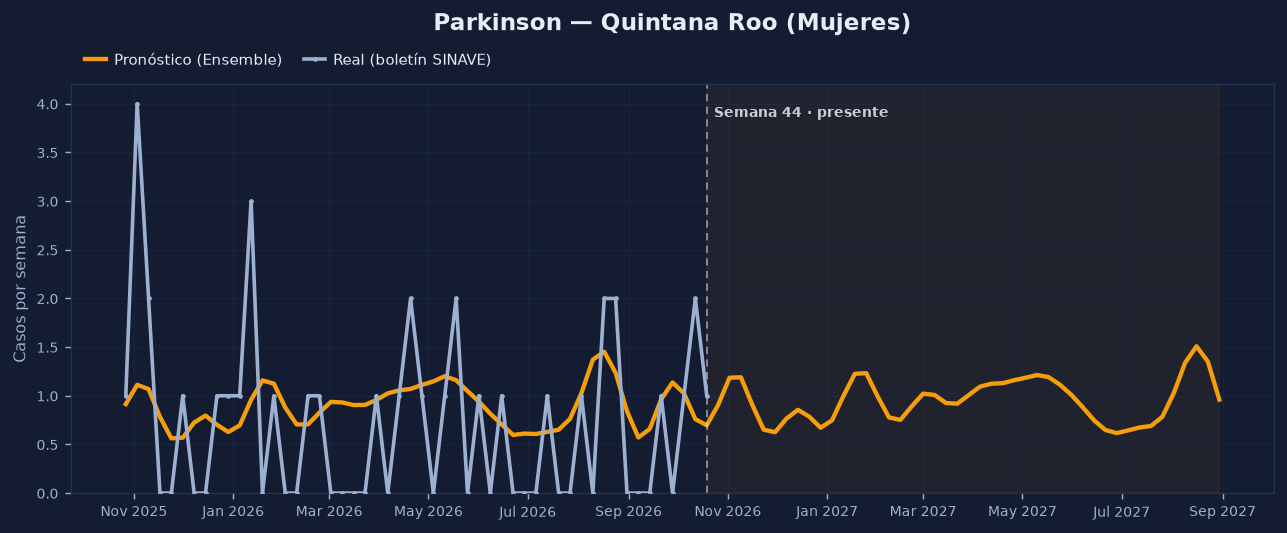 Parkinson — Quintana Roo (Mujeres)
Pronóstico (Ensemble)
Real (boletín SINAVE)
Semana 44 · presente
Casos por semana
4.0
3.5
3.0
2.5
2.0
1.5
1.0
0.5
0.0
Nov 2025
Jan 2026
Mar 2026
May 2026
Jul 2026
Sep 2026
Nov 2026
Jan 2027
Mar 2027
May 2027
Jul 2027
Sep 2027